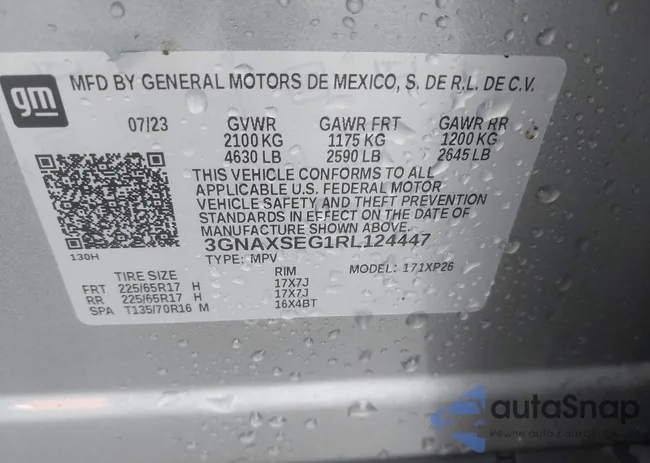 gm
MFD BY GENERAL MOTORS DE MEXICO, S. DE R.L. DE C.V.
07/23 GVWR GAWR FRT GAWR RR
2100 KG 1175 KG 1200 KG
4630 LB 2590 LB 2645 LB
THIS VEHICLE CONFORMS TO ALL
APPLICABLE U.S. FEDERAL MOTOR
VEHICLE SAFETY AND THEFT PREVENTION
STANDARDS IN EFFECT ON THE DATE OF
MANUFACTURE SHOWN ABOVE.
3GNAXSEG1RL124447
130H
TYPE: MPV MODEL: 171XP26
TIRE SIZE RIM
FRT 225/65R17 H 17X7J
RR 225/65R17 H 17X7J
SPA T135/70R16 M 16X4BT
autoSnap
Pewne auto z aukcji